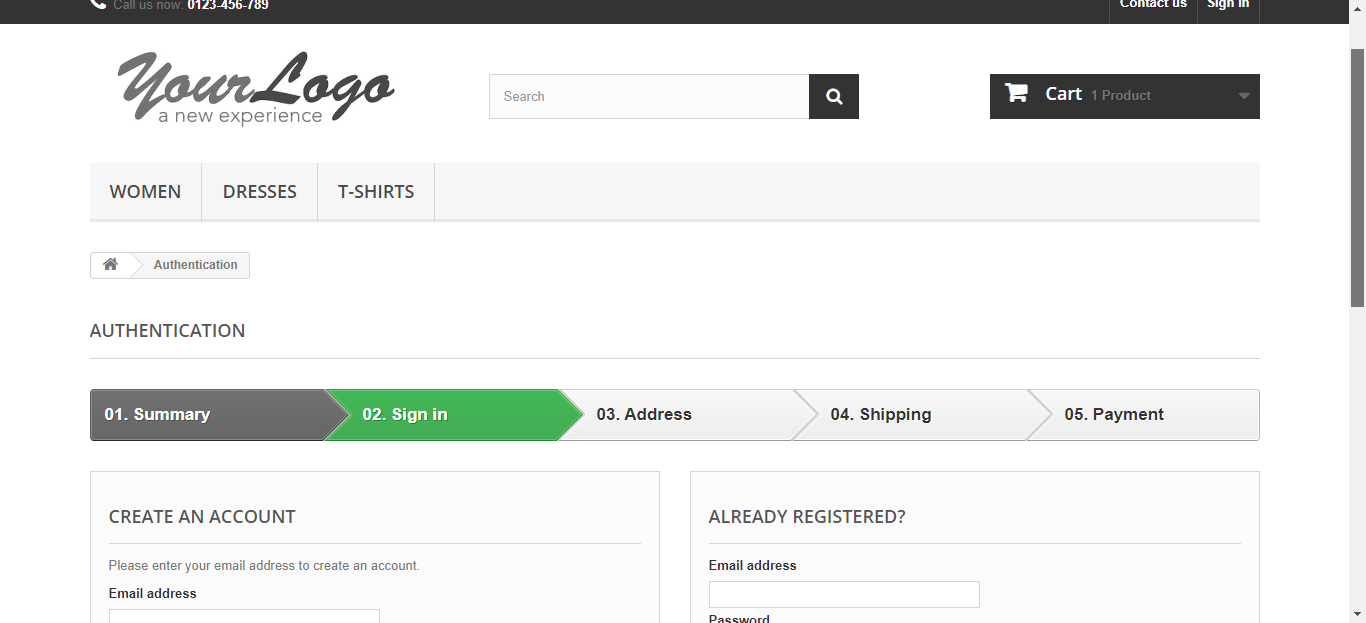 Call us now: 0123-456-789
Contact us
Sign in
YourLogo
a new experience
Search
Cart 1 Product
WOMEN
DRESSES
T-SHIRTS
Authentication
AUTHENTICATION
01. Summary
02. Sign in
03. Address
04. Shipping
05. Payment
CREATE AN ACCOUNT
Please enter your email address to create an account.
Email address
ALREADY REGISTERED?
Email address
Password